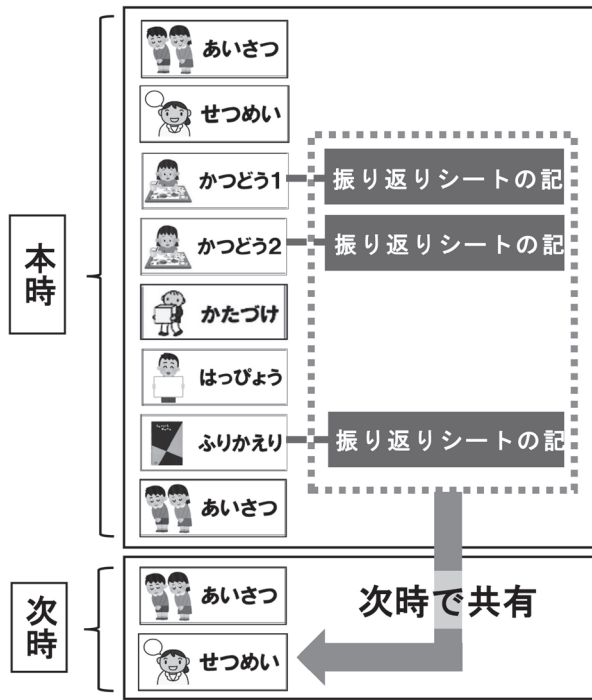 本時
あいさつ
せつめい
かつどう1
振り返りシートの記
かつどう2
振り返りシートの記
かたづけ
はっぴょう
ふりかえり
振り返りシートの記
あいさつ
次時
あいさつ
次時で共有
せつめい